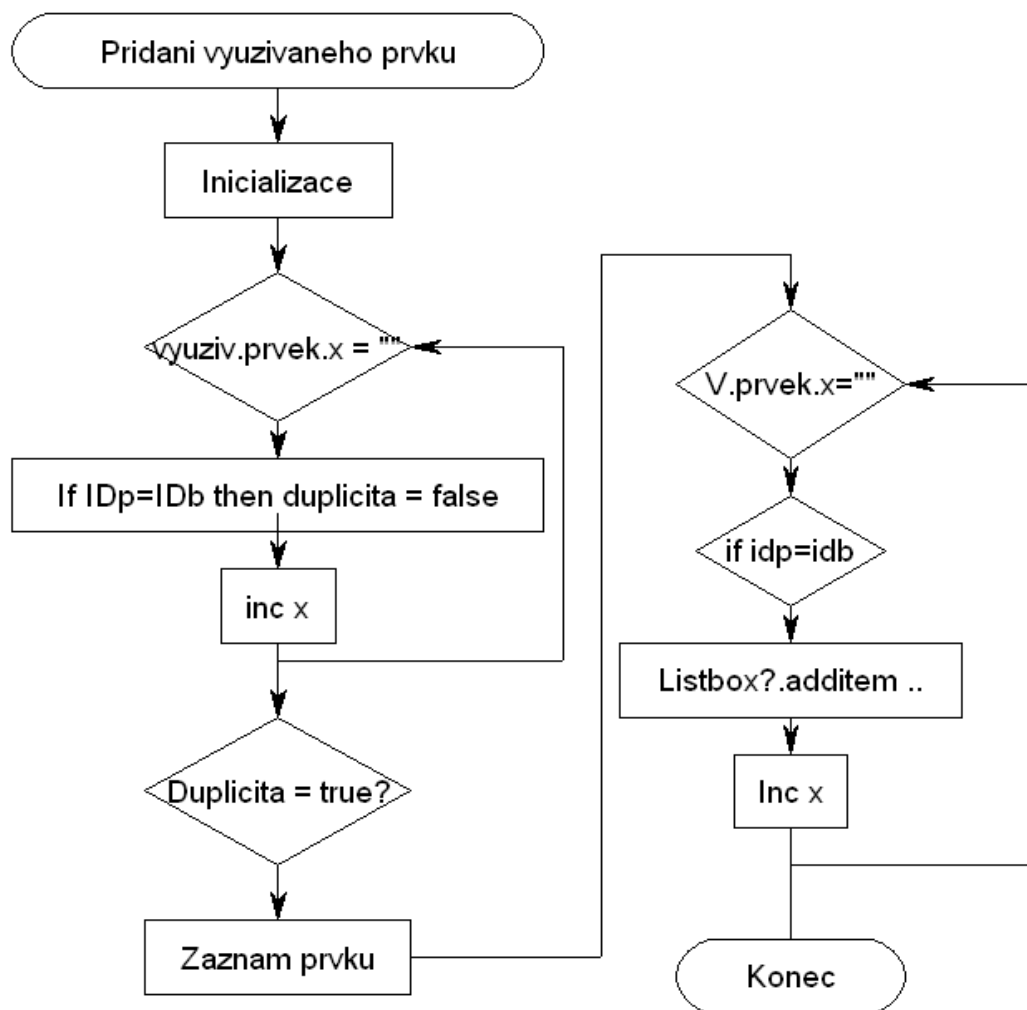 Pridani vyuzivaneho prvku
Inicializace
vyuziv.prvek.x = ""
If IDp=IDb then duplicita = false
inc x
Duplicita = true?
Zaznam prvku
V.prvek.x=""
if idp=idb
Listbox?.additem ..
Inc x
Konec